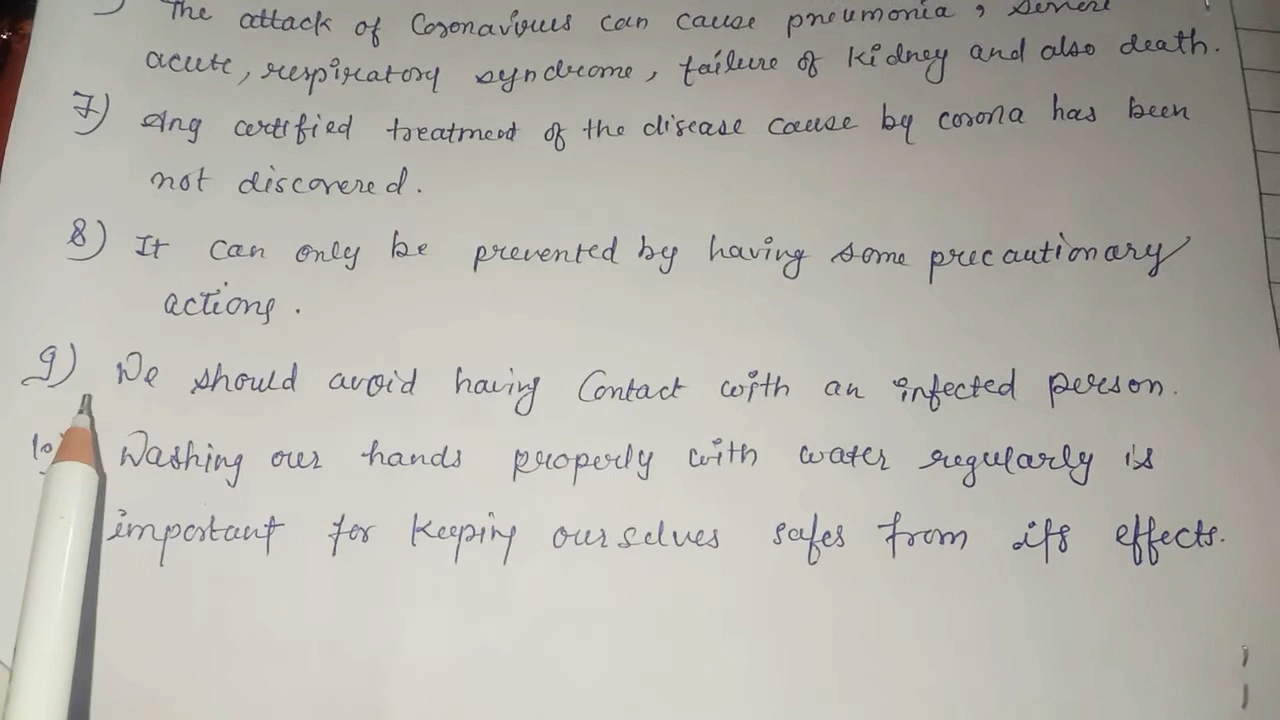 The attack of Coronavirus can cause pneumonia, severe
acute, respiratory syndrome, failure of kidney and also death.
7) Any certified treatment of the disease cause by corona has been
not discovered.
8) It can only be prevented by having some precautionary
actions.
9) We should avoid having Contact with an infected person.
10) Washing our hands properly with water regularly is
important for keeping ourselves safes from its effects.